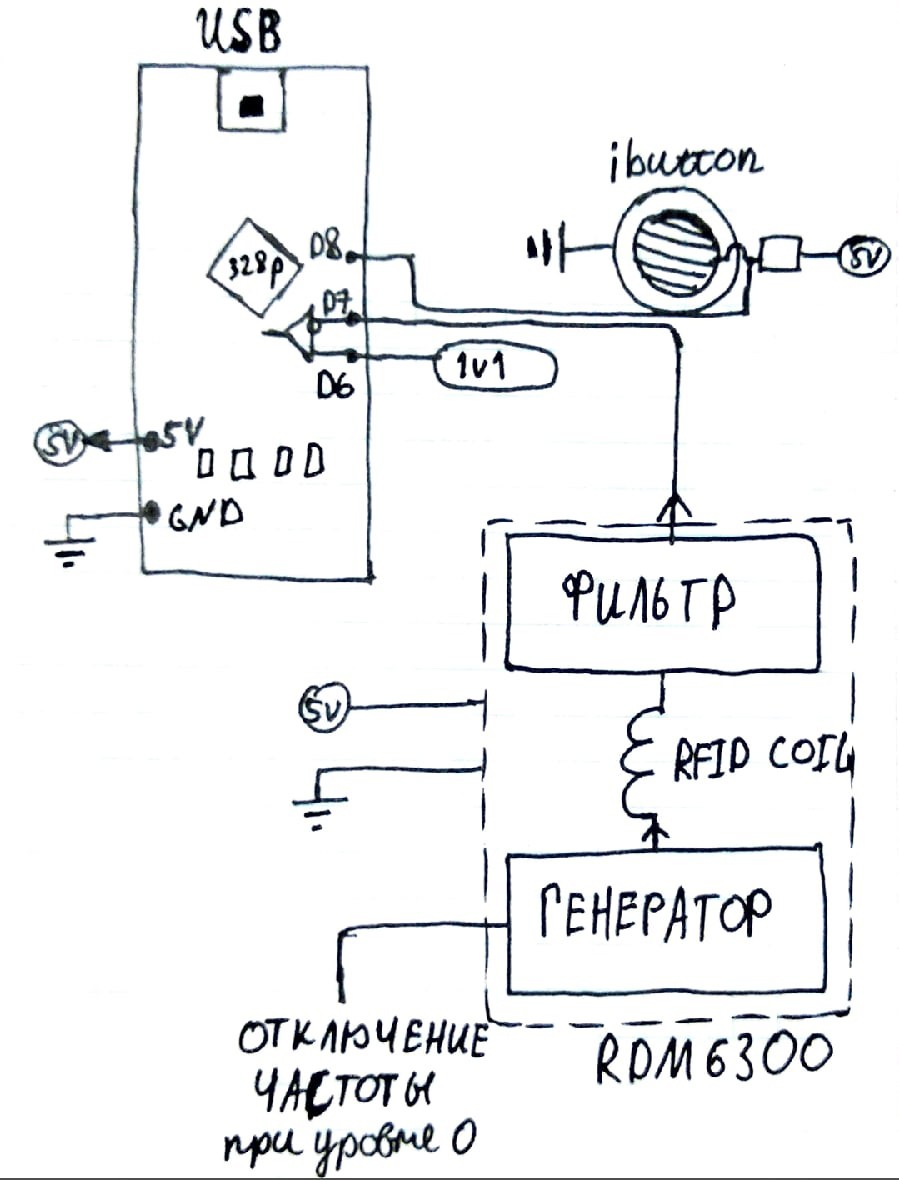 USB
ibutton
D8
5V
328p
D7
1v1
D6
5V
5V
GND
ФИЛЬТР
5V
RFID COIL
ГЕНЕРАТОР
ОТКЛЮЧЕНИЕ
ЧАСТОТЫ
при уровне 0
RDM6300